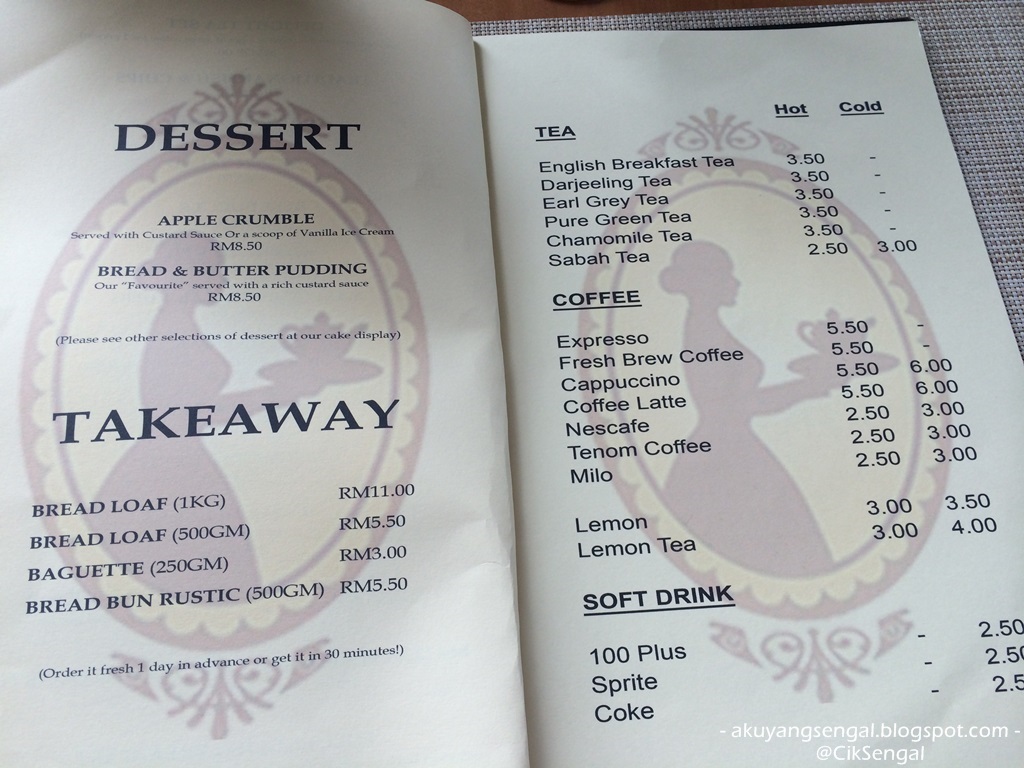 DESSERT
APPLE CRUMBLE
Served with Custard Sauce Or a scoop of Vanilla Ice Cream
RM8.50
BREAD & BUTTER PUDDING
Our "Favourite" served with a rich custard sauce
RM8.50
(Please see other selections of dessert at our cake display)
TAKEAWAY
BREAD LOAF (1KG) RM11.00
BREAD LOAF (500GM) RM5.50
BAGUETTE (250GM) RM3.00
BREAD BUN RUSTIC (500GM) RM5.50
(Order it fresh 1 day in advance or get it in 30 minutes!)
Hot Cold
TEA
English Breakfast Tea 3.50 -
Darjeeling Tea 3.50 -
Earl Grey Tea 3.50 -
Pure Green Tea 3.50 -
Chamomile Tea 3.50 -
Sabah Tea 2.50 3.00
COFFEE
Expresso 5.50 -
Fresh Brew Coffee 5.50 -
Cappuccino 5.50 6.00
Coffee Latte 5.50 6.00
Nescafe 2.50 3.00
Tenom Coffee 2.50 3.00
Milo 2.50 3.00
Lemon 3.00 3.50
Lemon Tea 3.00 4.00
SOFT DRINK
100 Plus - 2.50
Sprite - 2.50
Coke - 2.5
- akuyangsengal.blogspot.com -
@CikSengal